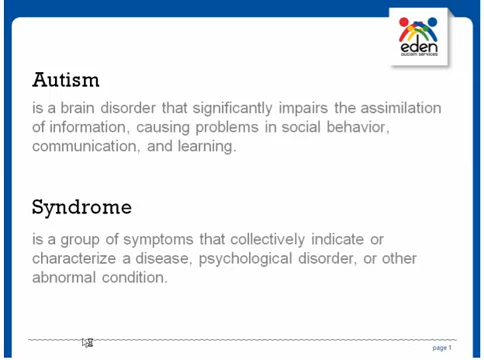 eden
autism services
Autism
is a brain disorder that significantly impairs the assimilation
of information, causing problems in social behavior,
communication, and learning.
Syndrome
is a group of symptoms that collectively indicate or
characterize a disease, psychological disorder, or other
abnormal condition.
page 1